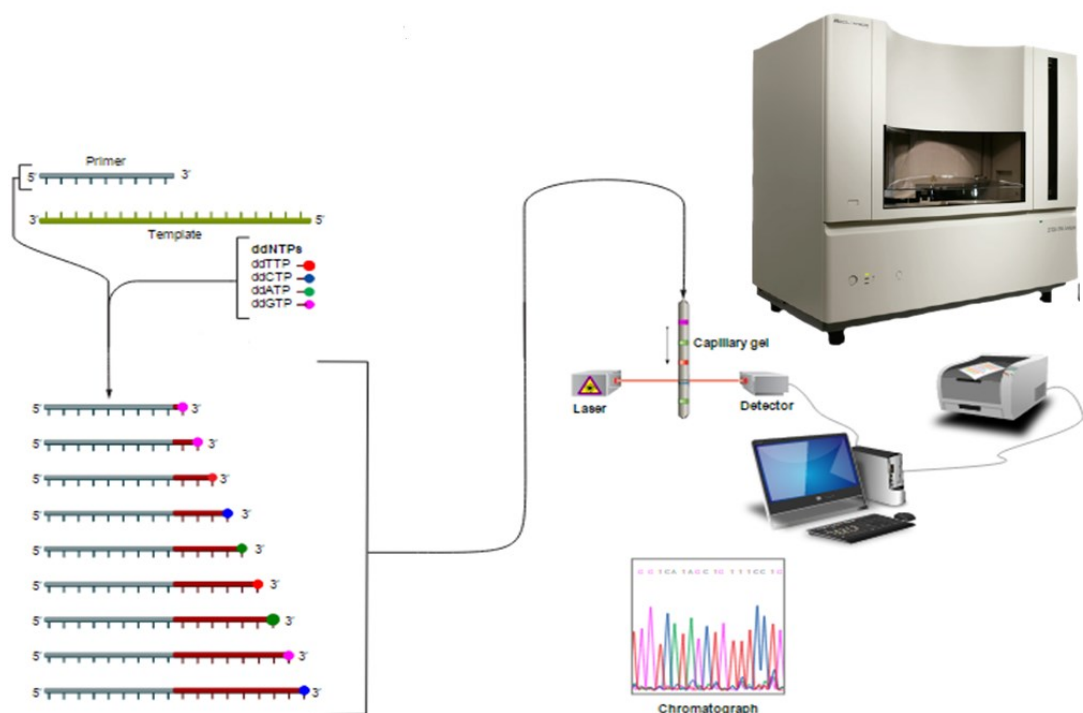 Primer
5′ 3′
3′ 5′
Template
ddNTPs
ddTTP
ddCTP
ddATP
ddGTP
Capillary gel
Laser
Detector
5′ 3′
5′ 3′
5′ 3′
5′ 3′
5′ 3′
5′ 3′
5′ 3′
5′ 3′
5′ 3′
Chromatograph